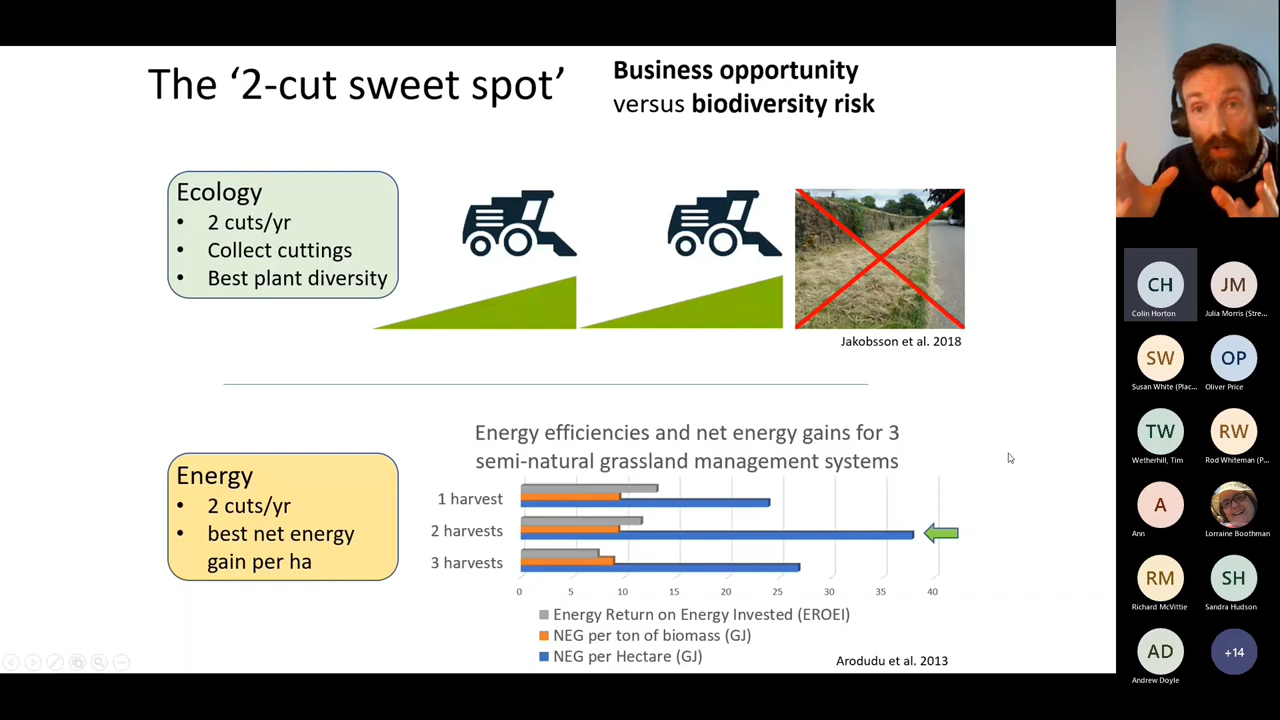 The ‘2-cut sweet spot’
Business opportunity
versus biodiversity risk
Ecology
• 2 cuts/yr
• Collect cuttings
• Best plant diversity
Jakobsson et al. 2018
Energy
• 2 cuts/yr
• best net energy
gain per ha
Energy efficiencies and net energy gains for 3
semi-natural grassland management systems
1 harvest
2 harvests
3 harvests
0 5 10 15 20 25 30 35 40
Energy Return on Energy Invested (EROEI)
NEG per ton of biomass (GJ)
NEG per Hectare (GJ)
Arodudu et al. 2013
CH
Colin Horton
JM
Julia Morris (Stre...
SW
Susan White (Plac...
OP
Oliver Price
TW
Wetherhill, Tim
RW
Rod Whiteman (P...
A
Ann
Lorraine Boothman
RM
Richard McVittie
SH
Sandra Hudson
AD
Andrew Doyle
+14